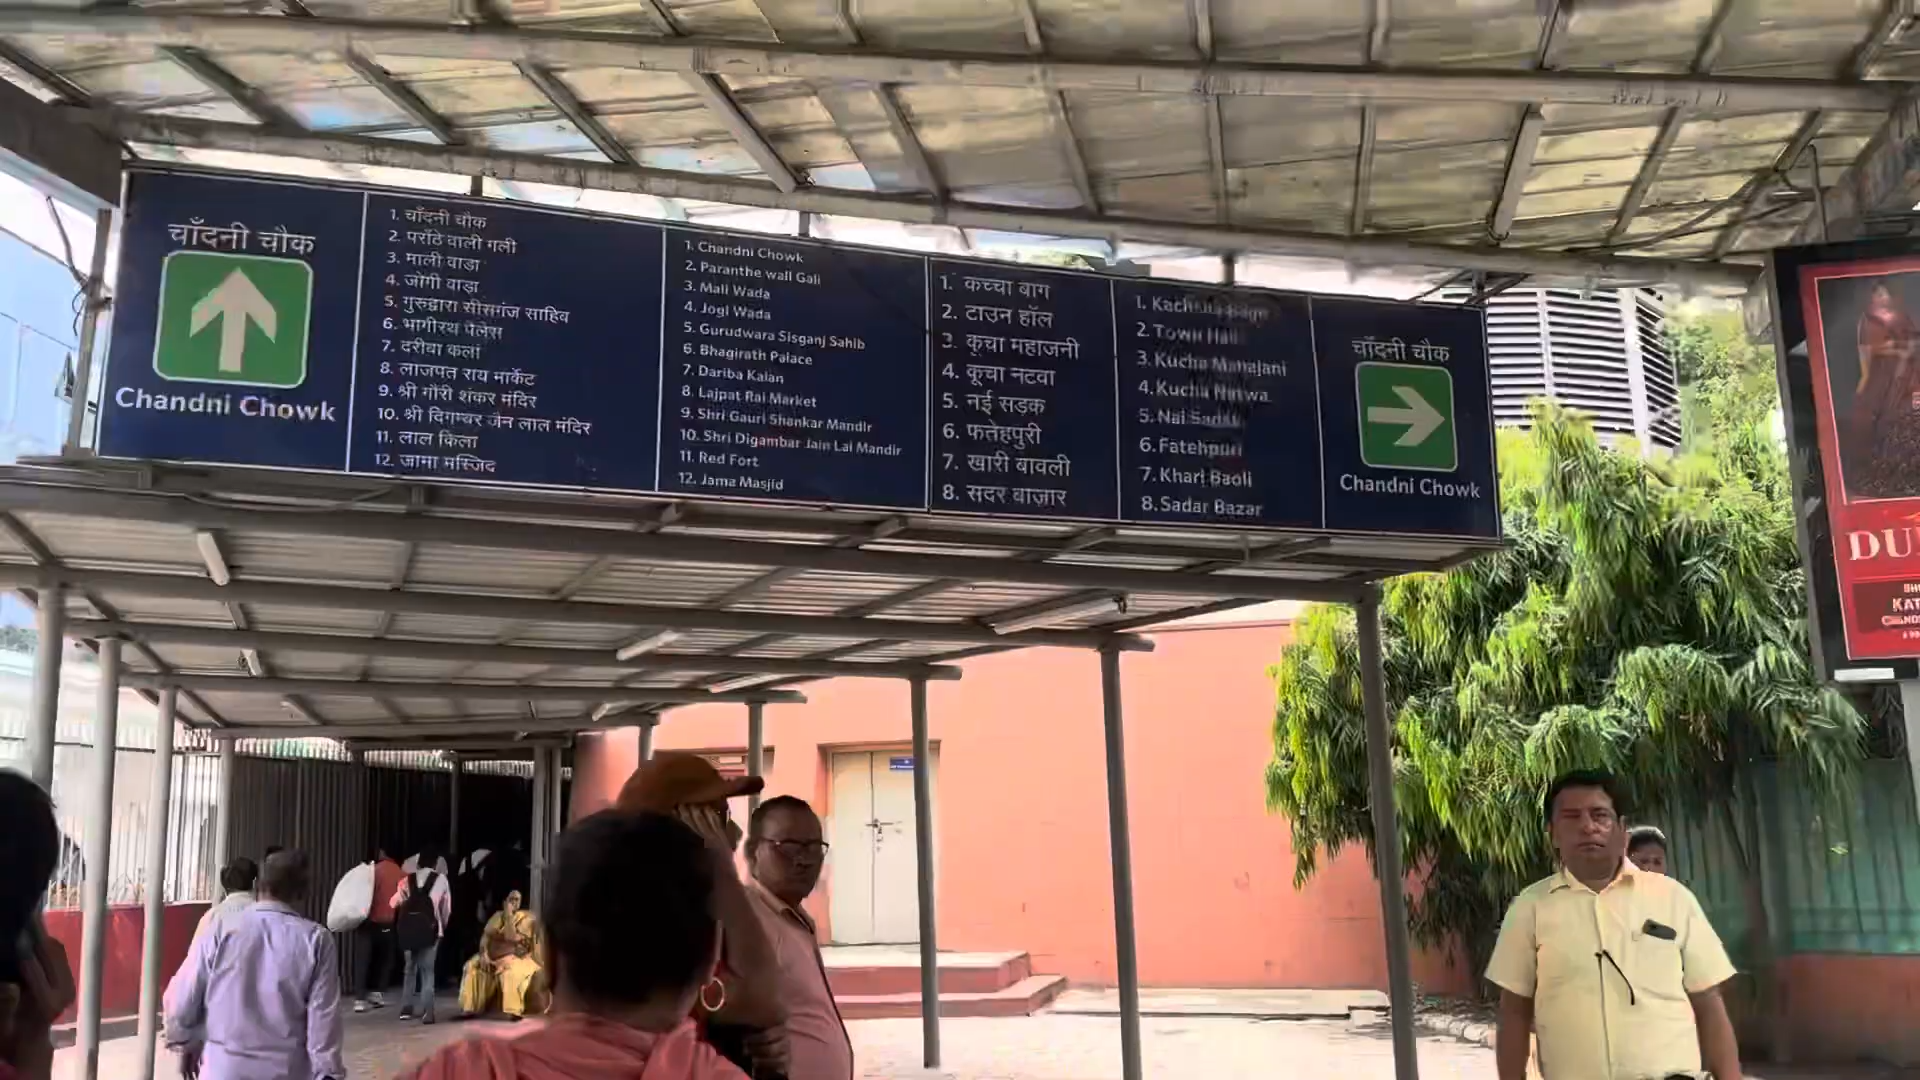 चाँदनी चौक
Chandni Chowk
1. चाँदनी चौक
2. पराँठे वाली गली
3. माली वाडा
4. जोगी वाड़ा
5. गुरुद्वारा सीसगंज साहिब
6. भागीरथ पैलेस
7. दरीबा कलां
8. लाजपत राय मार्केट
9. श्री गौरी शंकर मंदिर
10. श्री दिगम्बर जैन लाल मंदिर
11. लाल किला
12. जामा मस्जिद
1. Chandni Chowk
2. Paranthe wali Gali
3. Mali Wada
4. Jogi Wada
5. Gurudwara Sisganj Sahib
6. Bhagirath Palace
7. Dariba Kalan
8. Lajpat Rai Market
9. Shri Gauri Shankar Mandir
10. Shri Digambar Jain Lal Mandir
11. Red Fort
12. Jama Masjid
1. कच्चा बाग
2. टाउन हॉल
3. कूचा महाजनी
4. कूचा नटवा
5. नई सड़क
6. फतेहपुरी
7. खारी बावली
8. सदर बाज़ार
1. Kachcha Bagh
2. Town Hall
3. Kucha Mahajani
4. Kucha Natwa
5. Nai Sadak
6. Fatehpuri
7. Khari Baoli
8. Sadar Bazar
चाँदनी चौक
Chandni Chowk
DU
KAT